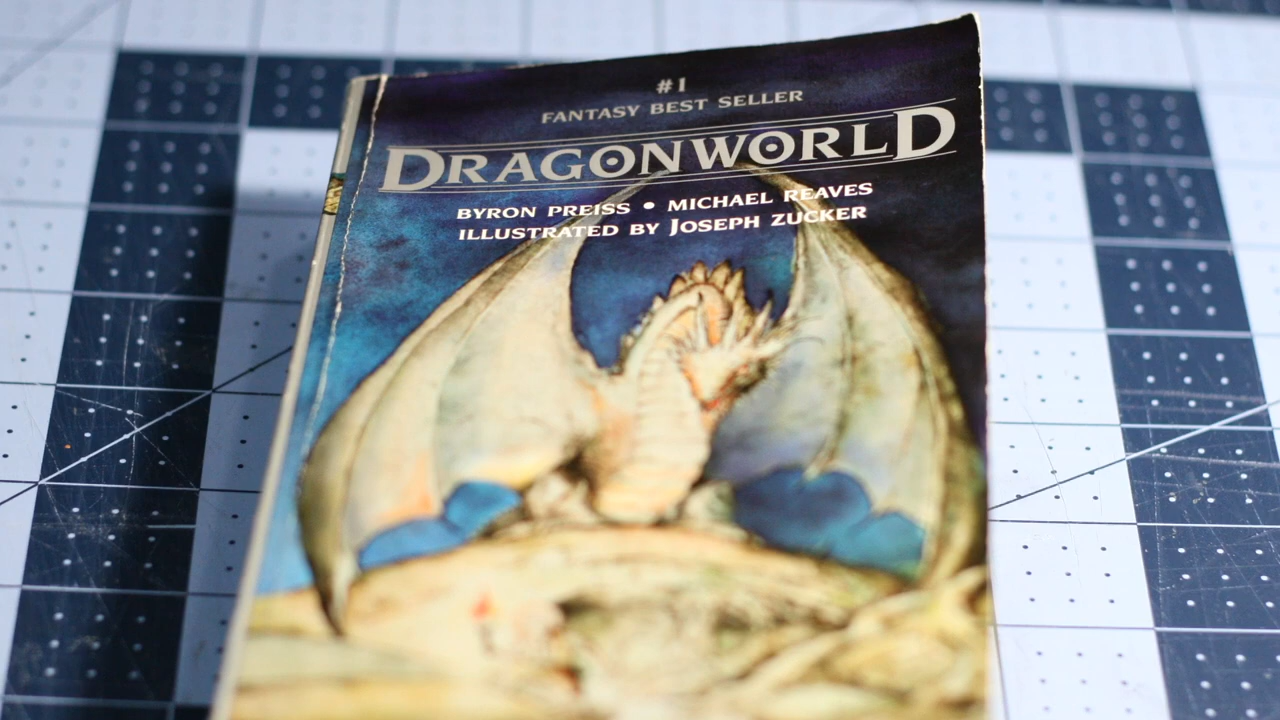 #1
FANTASY BEST SELLER
DRAGONWORLD
BYRON PREISS • MICHAEL REAVES
ILLUSTRATED BY JOSEPH ZUCKER